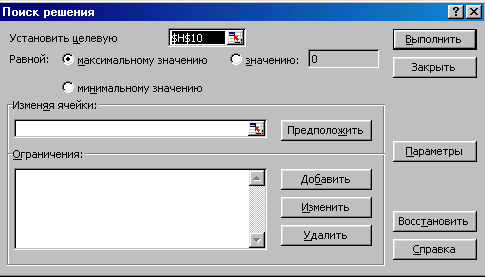 Поиск решения
Установить целевую $H$10 Выполнить
Равной: максимальному значению значению: 0 Закрыть
минимальному значению
Изменяя ячейки:
Предположить
Ограничения: Параметры
Добавить
Изменить
Восстановить
Удалить
Справка